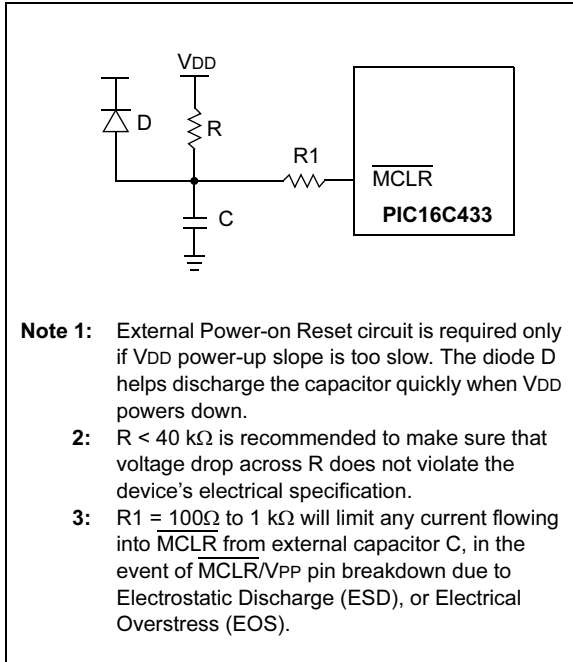 VDD
D
R
R1
MCLR
PIC16C433
C
Note 1: External Power-on Reset circuit is required only
if VDD power-up slope is too slow. The diode D
helps discharge the capacitor quickly when VDD
powers down.
2: R < 40 kΩ is recommended to make sure that
voltage drop across R does not violate the
device's electrical specification.
3: R1 = 100Ω to 1 kΩ will limit any current flowing
into MCLR from external capacitor C, in the
event of MCLR/VPP pin breakdown due to
Electrostatic Discharge (ESD), or Electrical
Overstress (EOS).